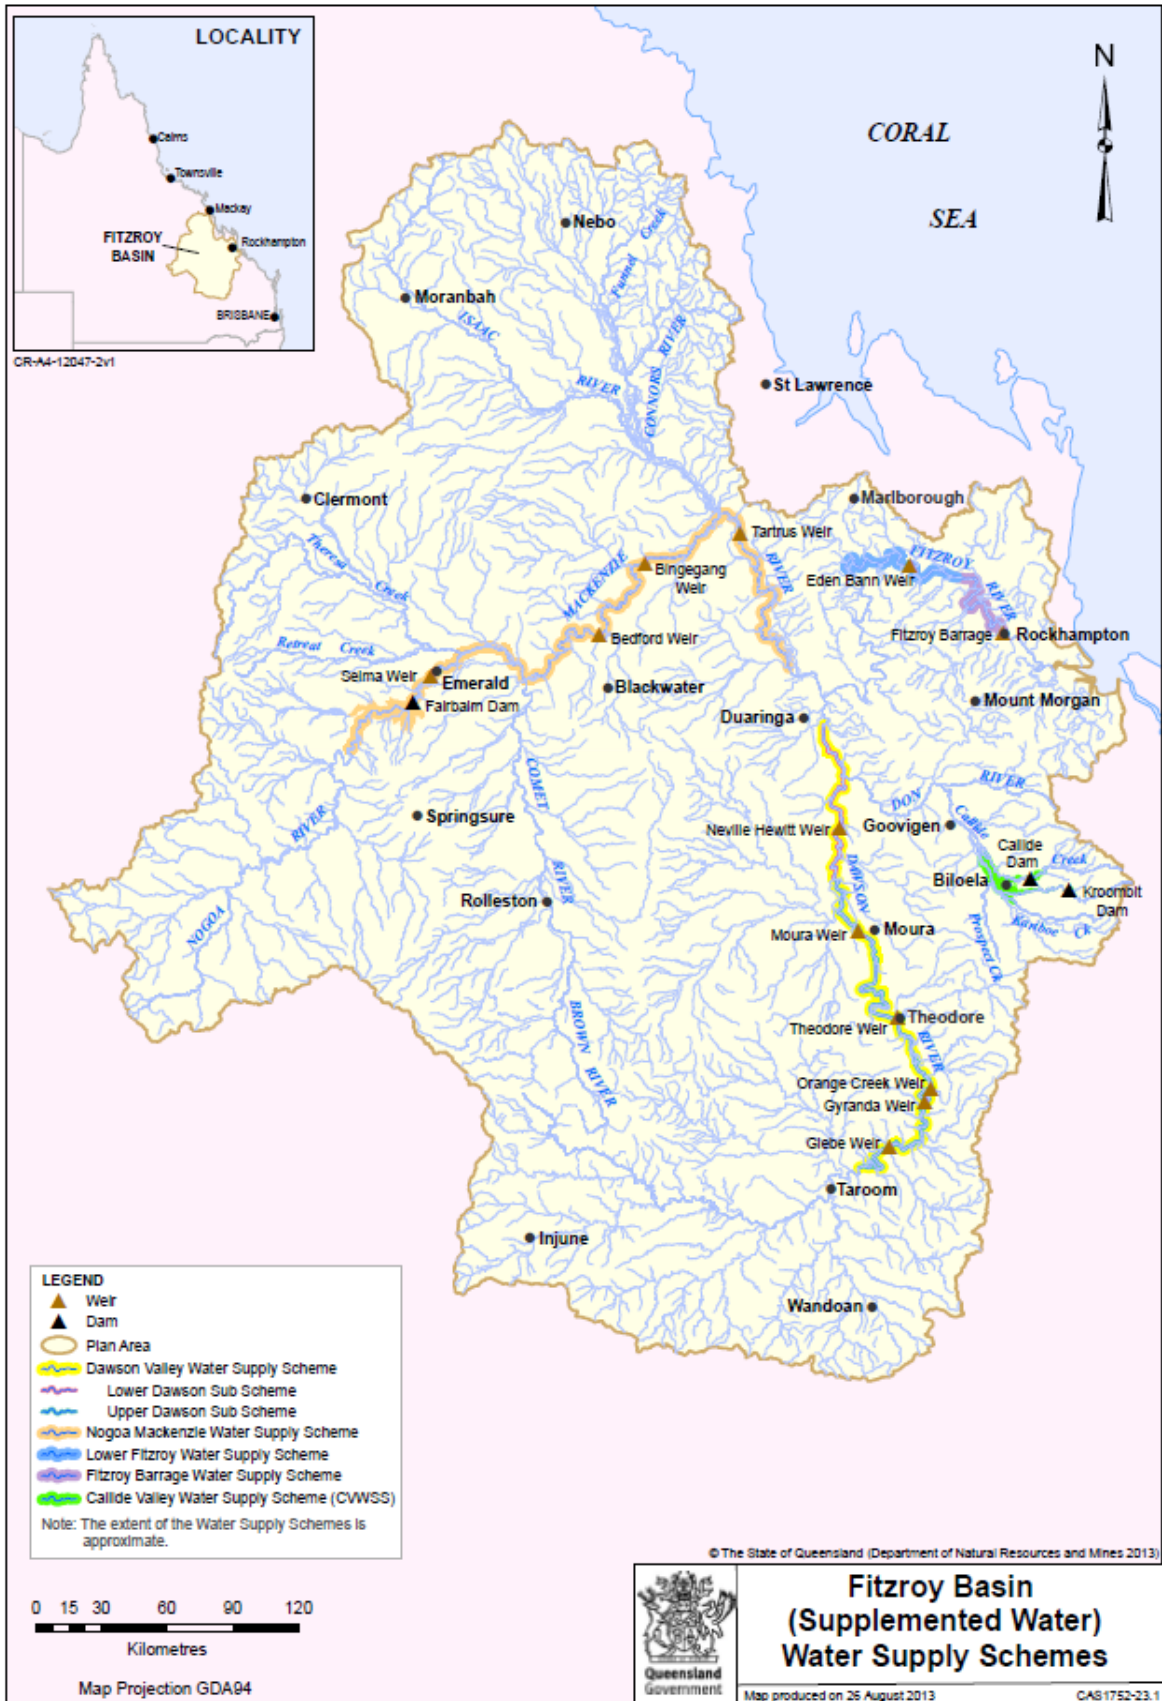 LOCALITY
Cairns
Townsville
Mackay
FITZROY
BASIN
Rockhampton
BRISBANE
CR-A4-12047-2v1
N
CORAL
SEA
Nebo
Funnel Creek
Moranbah
ISAAC
RIVER
CONNORS RIVER
St Lawrence
Clermont
Marlborough
Theresa Creek
Tartrus Weir
MACKENZIE
RIVER
Bingegang
Weir
FITZROY
RIVER
Eden Bann Weir
Bedford Weir
Fitzroy Barrage
Rockhampton
Retreat Creek
Selma Weir
Emerald
Fairbairn Dam
Blackwater
Mount Morgan
Duaringa
COMET
RIVER
DON
RIVER
Springsure
RIVER
Neville Hewitt Weir
Goovigen
Callide
Creek
Callide
Dam
DAWSON
Biloela
Kroombit
Dam
Rolleston
NOGOA
Moura Weir
Moura
Prospect Ck
Kariboe Ck
BROWN
RIVER
Theodore Weir
Theodore
RIVER
Orange Creek Weir
Gyranda Weir
Glebe Weir
Taroom
Injune
Wandoan
LEGEND
Weir
Dam
Plan Area
Dawson Valley Water Supply Scheme
Lower Dawson Sub Scheme
Upper Dawson Sub Scheme
Nogoa Mackenzie Water Supply Scheme
Lower Fitzroy Water Supply Scheme
Fitzroy Barrage Water Supply Scheme
Callide Valley Water Supply Scheme (CVWSS)
Note: The extent of the Water Supply Schemes is
approximate.
© The State of Queensland (Department of Natural Resources and Mines 2013)
0 15 30 60 90 120
Kilometres
Map Projection GDA94
Queensland
Government
Fitzroy Basin
(Supplemented Water)
Water Supply Schemes
Map produced on 26 August 2013
CAS1752-23.1